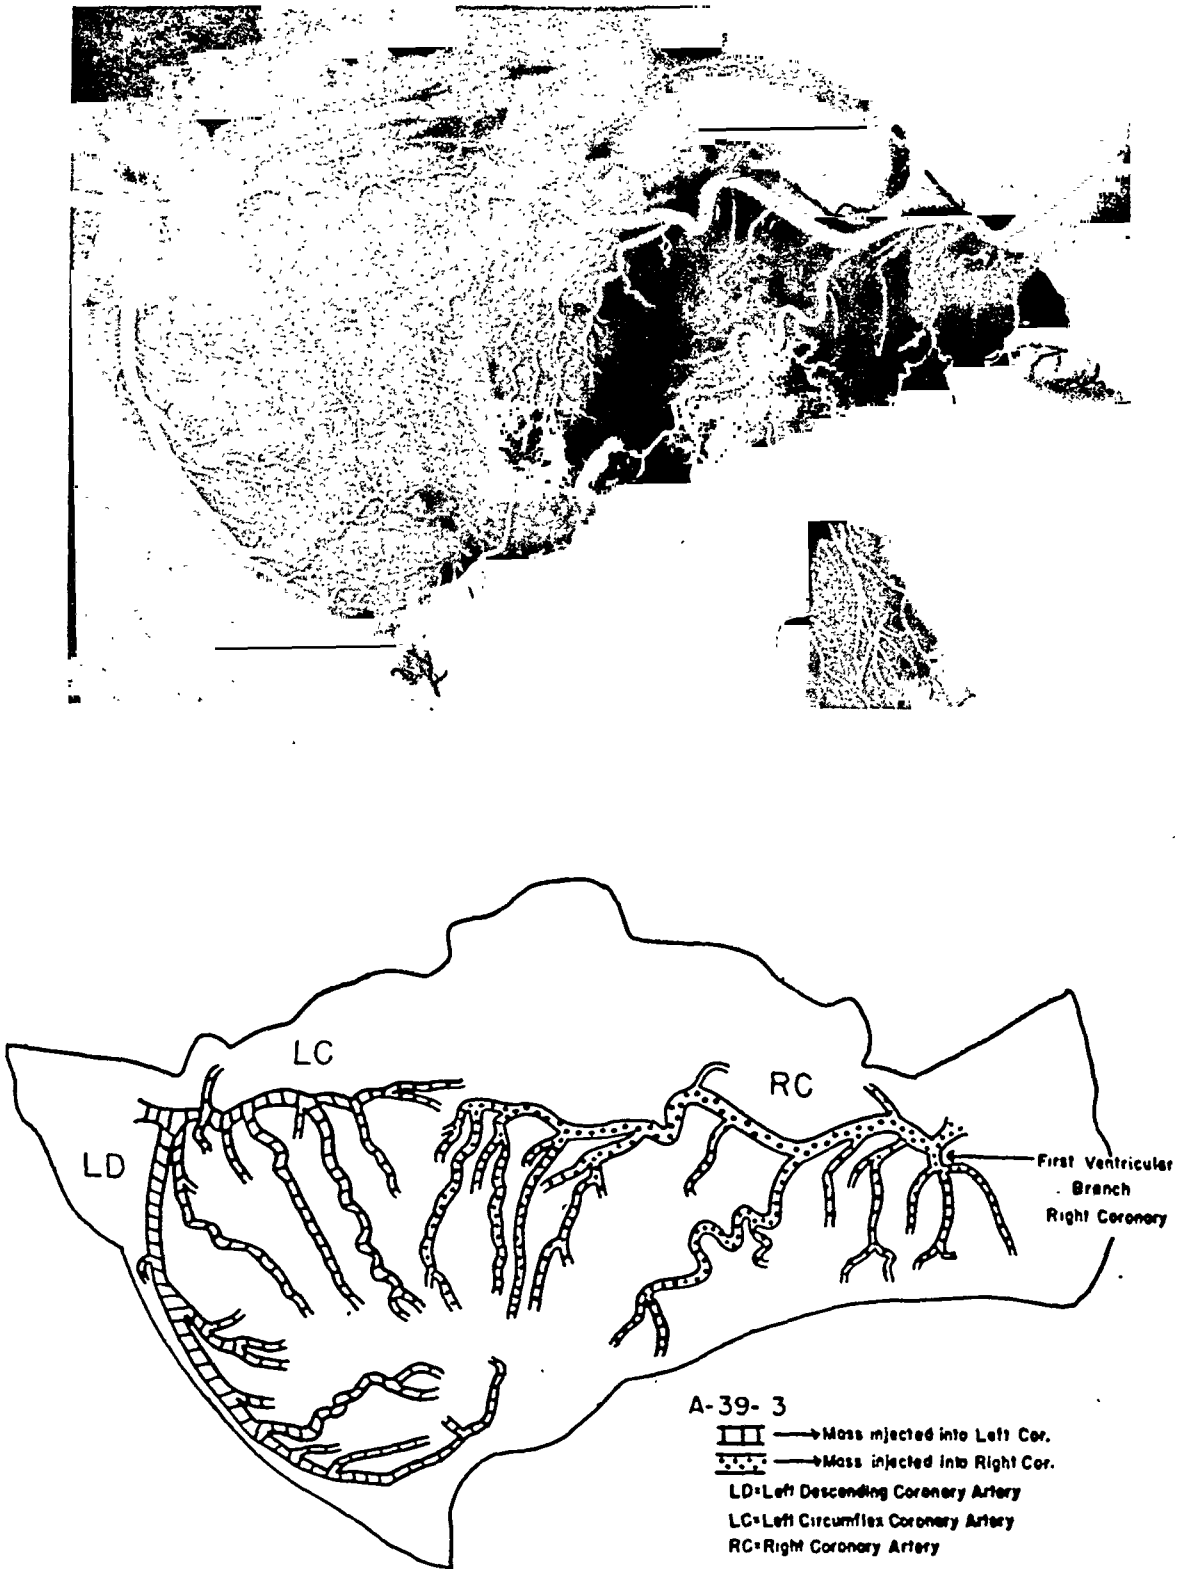 LC
RC
LD
First Ventricular
Branch
Right Coronary
A-39-3
→Mass injected into Left Cor.
→Mass injected into Right Cor.
LD=Left Descending Coronary Artery
LC=Left Circumflex Coronary Artery
RC=Right Coronary Artery